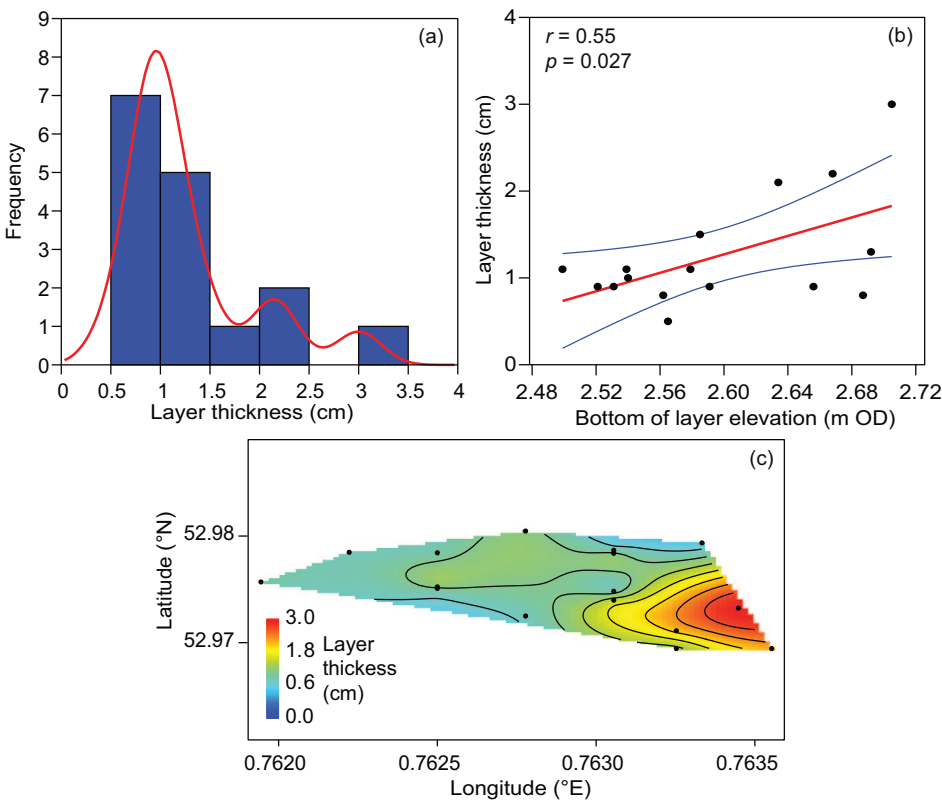 (a)
9
8
7
6
5
4
3
2
1
0
Frequency
0 0.5 1 1.5 2 2.5 3 3.5 4
Layer thickness (cm)
(b)
r = 0.55
p = 0.027
4
3
2
1
0
Layer thickness (cm)
2.48 2.52 2.56 2.60 2.64 2.68 2.72
Bottom of layer elevation (m OD)
(c)
52.98
52.97
Latitude (°N)
3.0
1.8
0.6
0.0
Layer
thickess
(cm)
0.7620 0.7625 0.7630 0.7635
Longitude (°E)